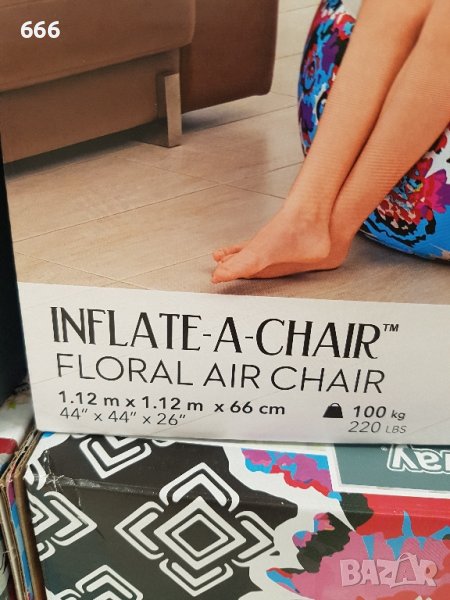 666
INFLATE-A-CHAIR™
FLORAL AIR CHAIR
1.12 m x 1.12 m x 66 cm
44" x 44" x 26"
100 kg
220 LBS
BAZAR